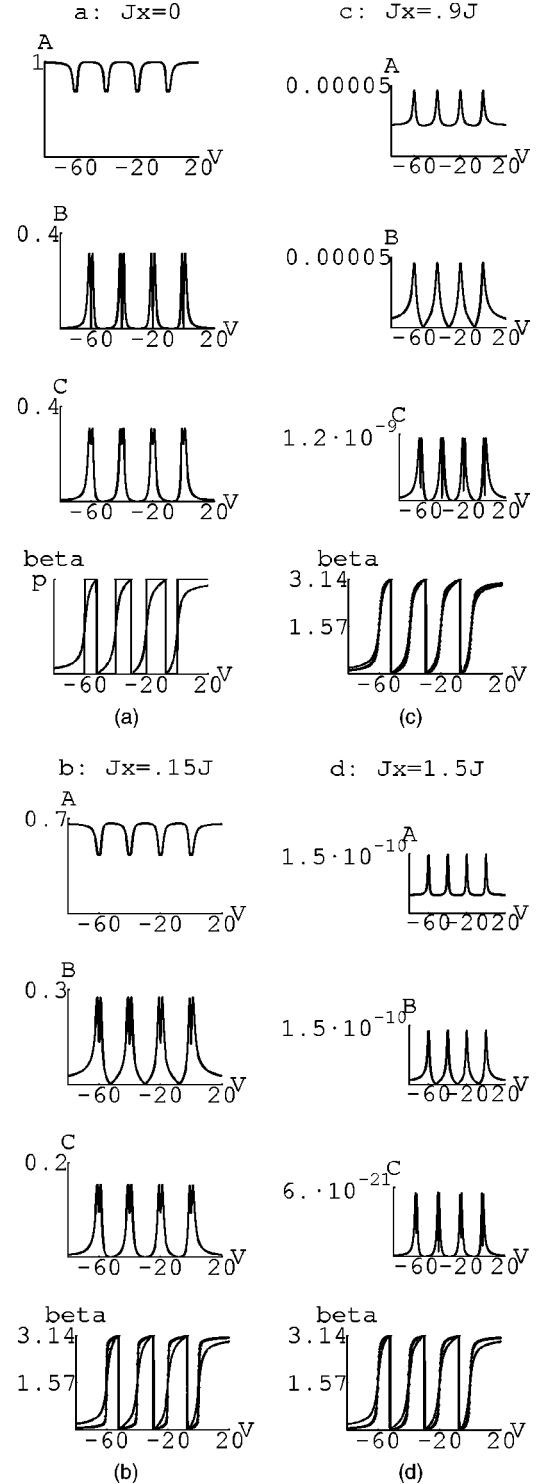 a: Jx=0
A
1
-60 -20 20 V
B
0.4
-60 -20 20 V
C
0.4
-60 -20 20 V
beta
p
-60 -20 20 V
(a)
c: Jx=.9J
A
0.00005
-60 -20 20 V
B
0.00005
-60 -20 20 V
C
1.2·10^-9
-60 -20 20 V
beta
3.14
1.57
-60 -20 20 V
(c)
b: Jx=.15J
A
0.7
-60 -20 20 V
B
0.3
-60 -20 20 V
C
0.2
-60 -20 20 V
beta
3.14
1.57
-60 -20 20 V
(b)
d: Jx=1.5J
A
1.5·10^-10
-60 -20 20 V
B
1.5·10^-10
-60 -20 20 V
C
6.·10^-21
-60 -20 20 V
beta
3.14
1.57
-60 -20 20 V
(d)